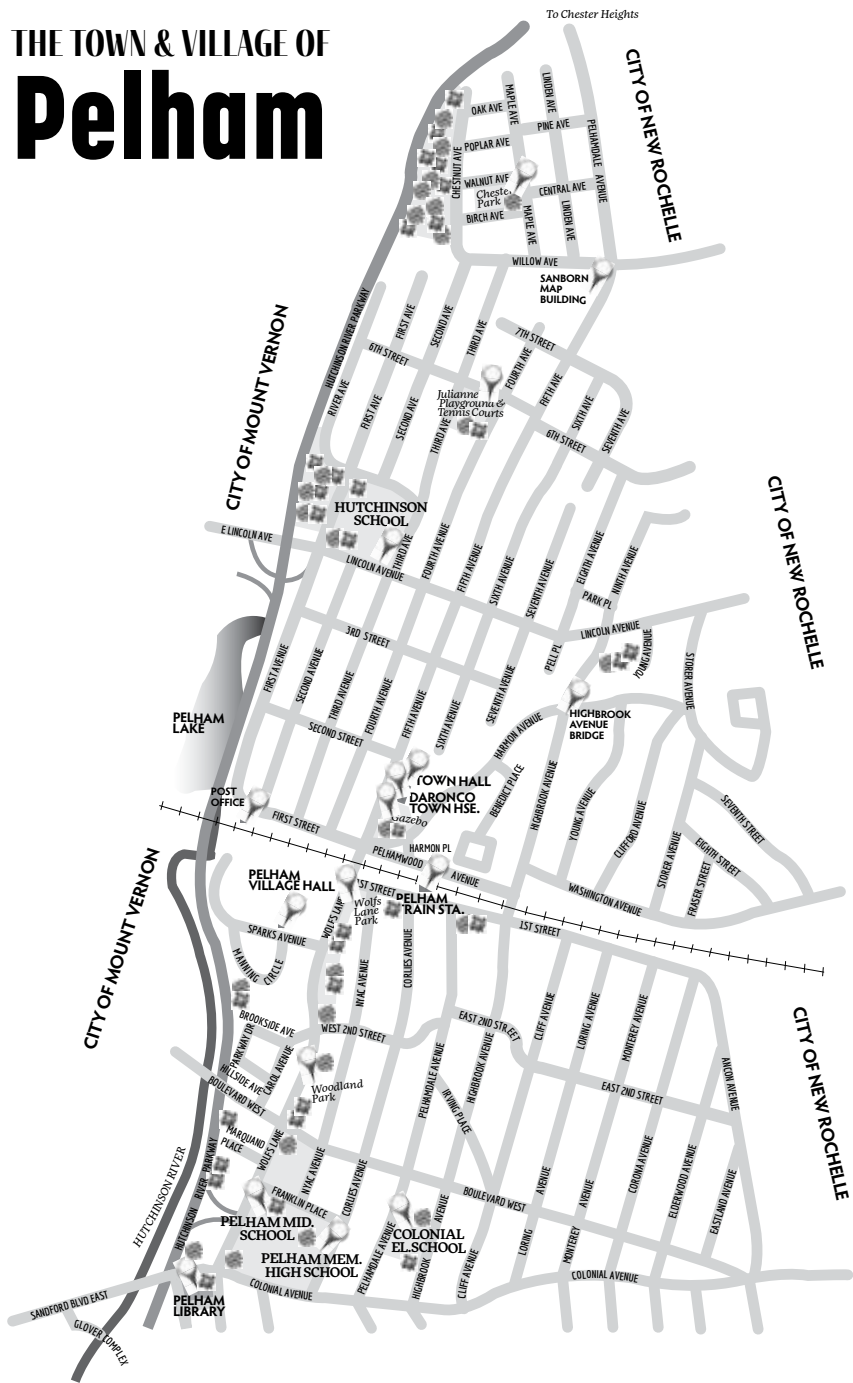 To Chester Heights
THE TOWN & VILLAGE OF
Pelham
CITY OF NEW ROCHELLE
LINDEN AVE
MAPLE AVE
OAK AVE
PINE AVE
PELHAMDALE AVENUE
POPLAR AVE
CHESTNUT AVE
WALNUT AVE
CENTRAL AVE
Chester
Park
BIRCH AVE
MAPLE AVE
LINDEN AVE
WILLOW AVE
SANBORN
MAP
BUILDING
HUTCHINSON RIVER PARKWAY
FIRST AVE
SECOND AVE
THIRD AVE
7TH STREET
6TH STREET
FOURTH AVE
RIVER AVE
FIRST AVE
SECOND AVE
THIRD AVE
Julianne
Playground &
Tennis Courts
FIFTH AVE
SIXTH AVE
SEVENTH AVE
6TH STREET
CITY OF MOUNT VERNON
HUTCHINSON
SCHOOL
CITY OF NEW ROCHELLE
E LINCOLN AVE
LINCOLN AVENUE
THIRD AVE
FOURTH AVENUE
FIFTH AVENUE
SIXTH AVENUE
SEVENTH AVENUE
EIGHTH AVENUE
NINTH AVENUE
PARK PL
LINCOLN AVENUE
YOUNG AVENUE
3RD STREET
PELL PL
STORER AVENUE
FIRST AVENUE
SECOND AVENUE
THIRD AVENUE
FOURTH AVENUE
FIFTH AVENUE
SIXTH AVENUE
SEVENTH AVENUE
PELHAM
LAKE
SECOND STREET
HARMON AVENUE
HIGHBROOK
AVENUE
BRIDGE
TOWN HALL
DARONCO
TOWN HSE.
Gazebo
BENEDICT PLACE
HIGHBROOK AVENUE
YOUNG AVENUE
CLIFFORD AVENUE
STORER AVENUE
SEVENTH STREET
EIGHTH STREET
FRASER STREET
POST
OFFICE
FIRST STREET
HARMON PL
PELHAMWOOD AVENUE
WASHINGTON AVENUE
CITY OF MOUNT VERNON
PELHAM
VILLAGE HALL
1ST STREET
PELHAM
TRAIN STA.
1ST STREET
Wolfs
Lane
Park
WOLFS LANE
SPARKS AVENUE
MANNING CIRCLE
NYAC AVENUE
CORLIES AVENUE
CITY OF NEW ROCHELLE
BROOKSIDE AVE
WEST 2ND STREET
EAST 2ND STREET
CLIFF AVENUE
LORING AVENUE
MONTEREY AVENUE
PARKWAY DR
HILLSIDE AVE
CAROL AVENUE
BOULEVARD WEST
Woodland
Park
PELHAMDALE AVENUE
HIGHBROOK AVENUE
IRVING PLACE
EAST 2ND STREET
ANCON AVENUE
MARQUAND
PLACE
WOLFS LANE
NYAC AVENUE
CORLIES AVENUE
BOULEVARD WEST
LORING AVENUE
MONTEREY AVENUE
CORONA AVENUE
ELDERWOOD AVENUE
EASTLAND AVENUE
HUTCHINSON RIVER
HUTCHINSON RIVER PARKWAY
FRANKLIN PLACE
PELHAM MID.
SCHOOL
PELHAM MEM.
HIGH SCHOOL
COLONIAL
EL.SCHOOL
PELHAMDALE AVENUE
HIGHBROOK AVENUE
CLIFF AVENUE
COLONIAL AVENUE
COLONIAL AVENUE
PELHAM
LIBRARY
SANDFORD BLVD EAST
GLOVER COMPLEX